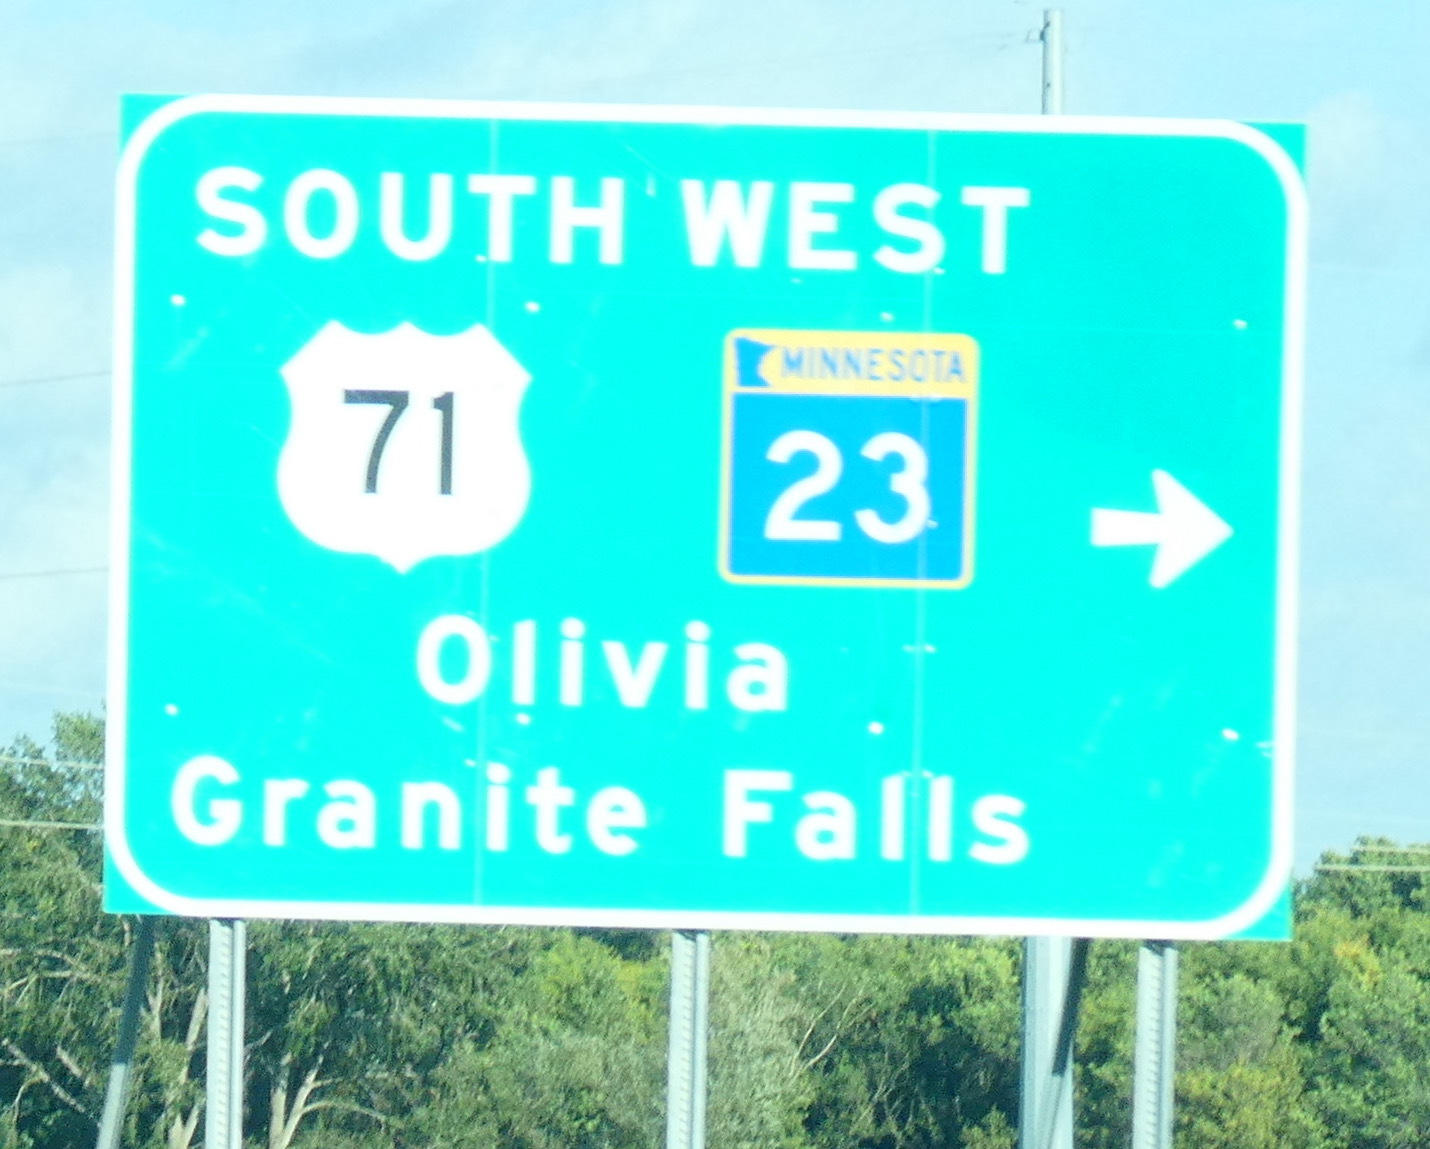 SOUTH WEST
MINNESOTA
71 23
Olivia
Granite Falls